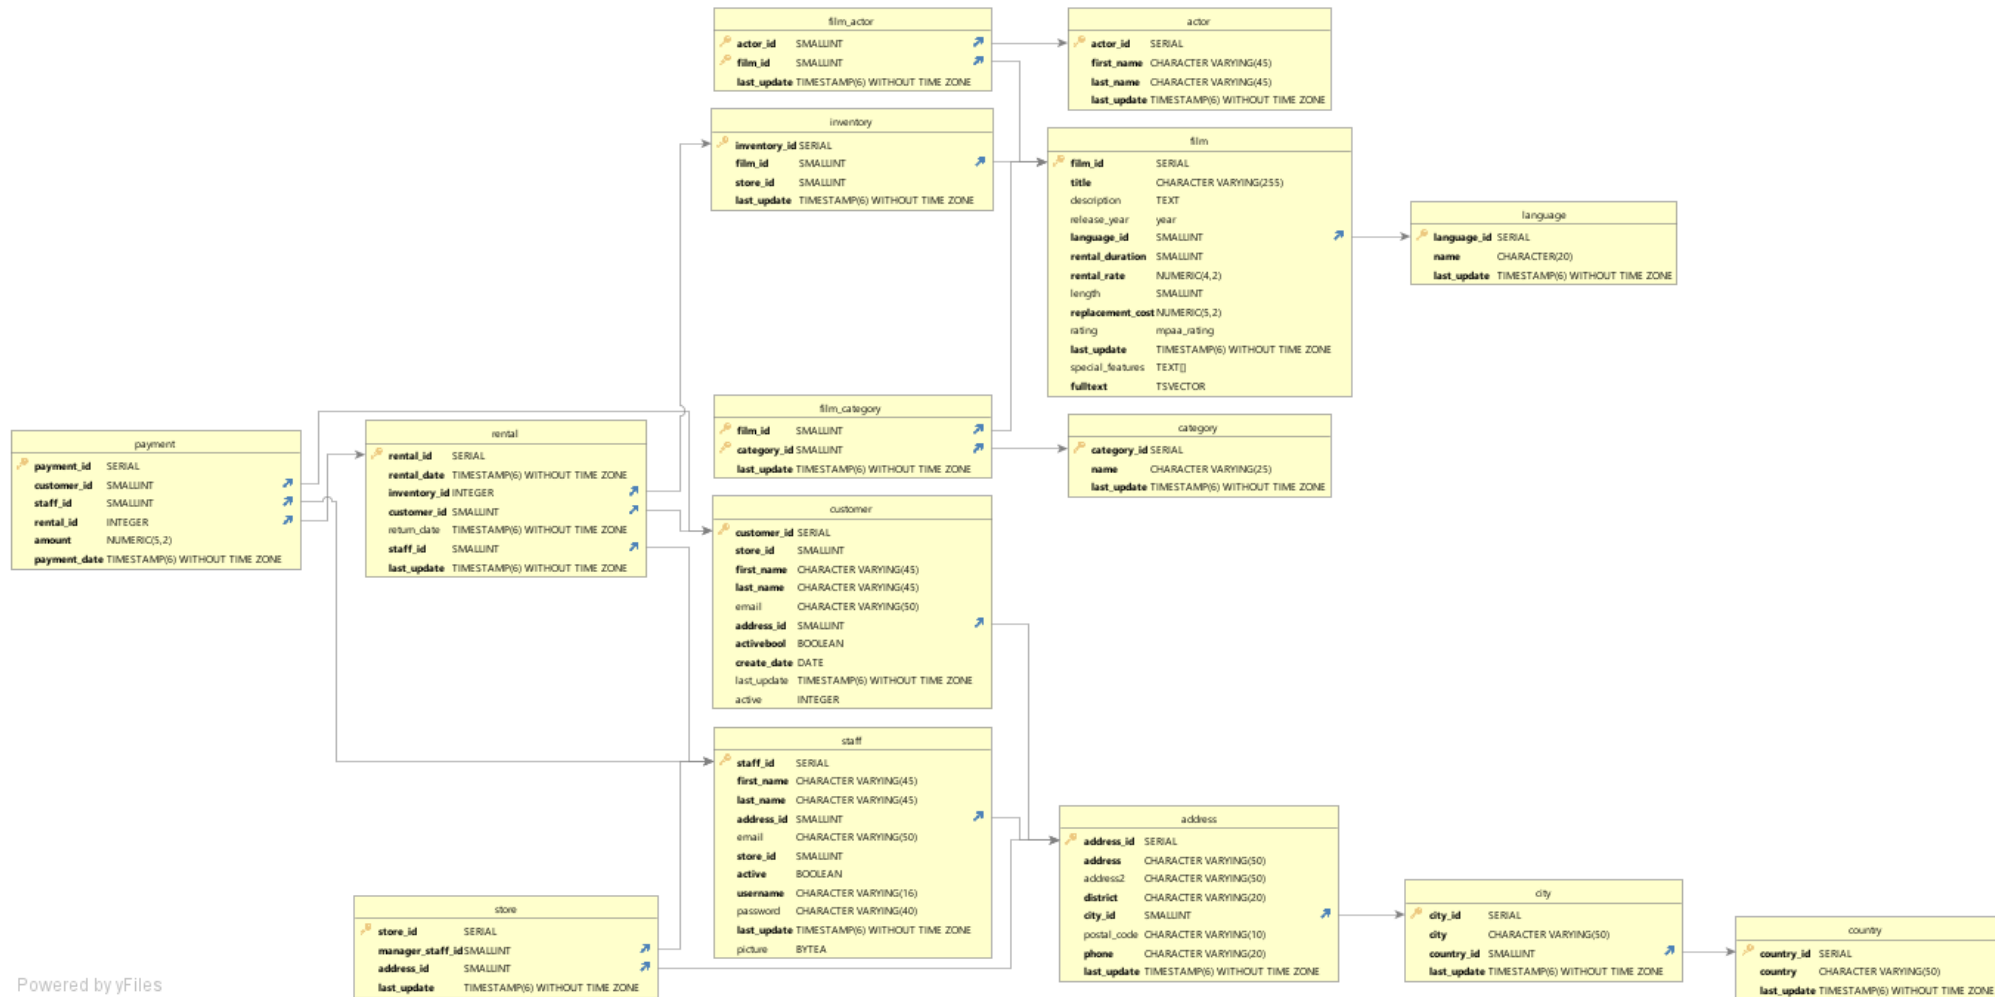 film_actor
actor_id SMALLINT
film_id SMALLINT
last_update TIMESTAMP(6) WITHOUT TIME ZONE
actor
actor_id SERIAL
first_name CHARACTER VARYING(45)
last_name CHARACTER VARYING(45)
last_update TIMESTAMP(6) WITHOUT TIME ZONE
inventory
inventory_id SERIAL
film_id SMALLINT
store_id SMALLINT
last_update TIMESTAMP(6) WITHOUT TIME ZONE
film
film_id SERIAL
title CHARACTER VARYING(255)
description TEXT
release_year year
language_id SMALLINT
rental_duration SMALLINT
rental_rate NUMERIC(4,2)
length SMALLINT
replacement_cost NUMERIC(5,2)
rating mpaa_rating
last_update TIMESTAMP(6) WITHOUT TIME ZONE
special_features TEXT[]
fulltext TSVECTOR
language
language_id SERIAL
name CHARACTER(20)
last_update TIMESTAMP(6) WITHOUT TIME ZONE
payment
payment_id SERIAL
customer_id SMALLINT
staff_id SMALLINT
rental_id INTEGER
amount NUMERIC(5,2)
payment_date TIMESTAMP(6) WITHOUT TIME ZONE
rental
rental_id SERIAL
rental_date TIMESTAMP(6) WITHOUT TIME ZONE
inventory_id INTEGER
customer_id SMALLINT
return_date TIMESTAMP(6) WITHOUT TIME ZONE
staff_id SMALLINT
last_update TIMESTAMP(6) WITHOUT TIME ZONE
film_category
film_id SMALLINT
category_id SMALLINT
last_update TIMESTAMP(6) WITHOUT TIME ZONE
category
category_id SERIAL
name CHARACTER VARYING(25)
last_update TIMESTAMP(6) WITHOUT TIME ZONE
customer
customer_id SERIAL
store_id SMALLINT
first_name CHARACTER VARYING(45)
last_name CHARACTER VARYING(45)
email CHARACTER VARYING(50)
address_id SMALLINT
activebool BOOLEAN
create_date DATE
last_update TIMESTAMP(6) WITHOUT TIME ZONE
active INTEGER
staff
staff_id SERIAL
first_name CHARACTER VARYING(45)
last_name CHARACTER VARYING(45)
address_id SMALLINT
email CHARACTER VARYING(50)
store_id SMALLINT
active BOOLEAN
username CHARACTER VARYING(16)
password CHARACTER VARYING(40)
last_update TIMESTAMP(6) WITHOUT TIME ZONE
picture BYTEA
store
store_id SERIAL
manager_staff_id SMALLINT
address_id SMALLINT
last_update TIMESTAMP(6) WITHOUT TIME ZONE
address
address_id SERIAL
address CHARACTER VARYING(50)
address2 CHARACTER VARYING(50)
district CHARACTER VARYING(20)
city_id SMALLINT
postal_code CHARACTER VARYING(10)
phone CHARACTER VARYING(20)
last_update TIMESTAMP(6) WITHOUT TIME ZONE
city
city_id SERIAL
city CHARACTER VARYING(50)
country_id SMALLINT
last_update TIMESTAMP(6) WITHOUT TIME ZONE
country
country_id SERIAL
country CHARACTER VARYING(50)
last_update TIMESTAMP(6) WITHOUT TIME ZONE
Powered by yFiles